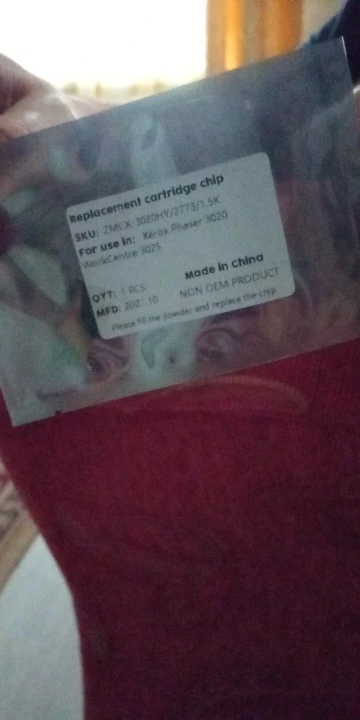 Replacement cartridge chip
SKU: ZMCX-3020HY/2773/1.5K
For use in: Xerox Phaser 3020
WorkCentre 3025
Made in china
QYT: 1 PCS
NON OEM PRODUCT
MFD:
Please fill the powder and replace the chip